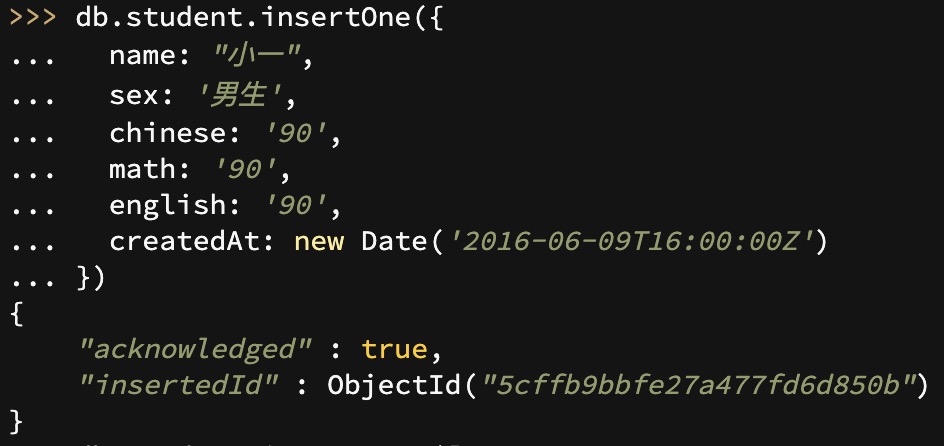 >>> db.student.insertOne({
...   name: "小一",
...   sex: '男生',
...   chinese: '90',
...   math: '90',
...   english: '90',
...   createdAt: new Date('2016-06-09T16:00:00Z')
... })
{
    "acknowledged" : true,
    "insertedId" : ObjectId("5cffb9bbfe27a477fd6d850b")
}